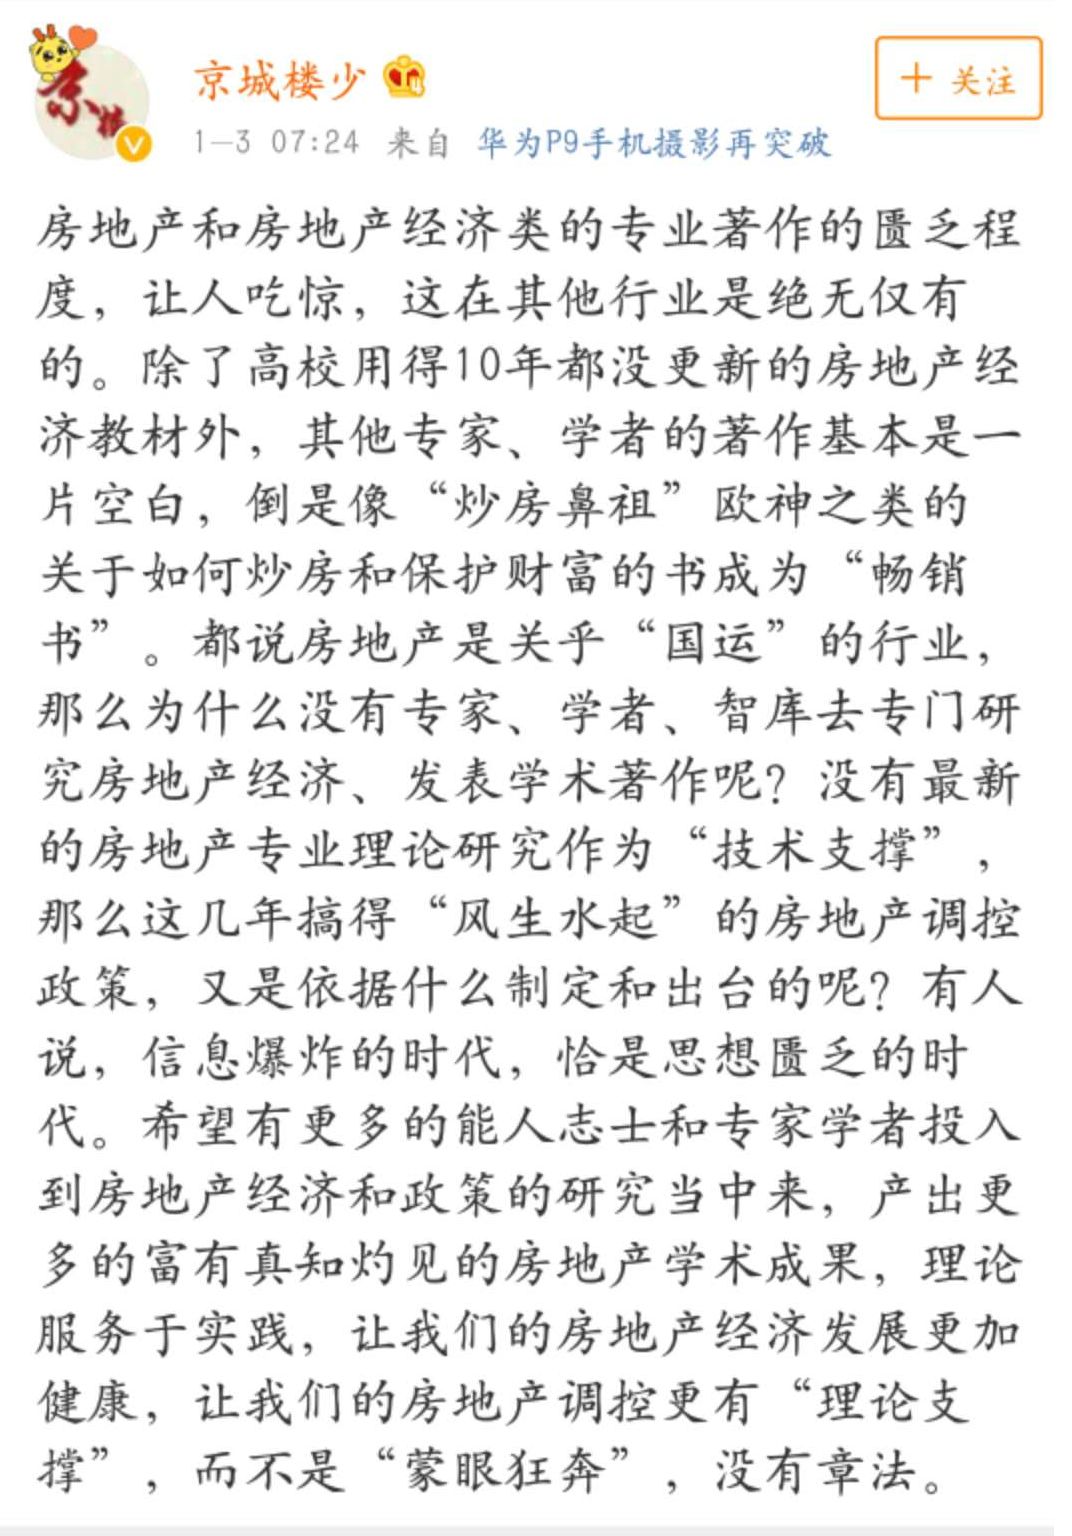 京城楼少
+ 关注
1-3 07:24 来自 华为P9手机摄影再突破
房地产和房地产经济类的专业著作的匮乏程
度，让人吃惊，这在其他行业是绝无仅有
的。除了高校用得10年都没更新的房地产经
济教材外，其他专家、学者的著作基本是一
片空白，倒是像“炒房鼻祖”欧神之类的
关于如何炒房和保护财富的书成为“畅销
书”。都说房地产是关乎“国运”的行业，
那么为什么没有专家、学者、智库去专门研
究房地产经济、发表学术著作呢？没有最新
的房地产专业理论研究作为“技术支撑”，
那么这几年搞得“风生水起”的房地产调控
政策，又是依据什么制定和出台的呢？有人
说，信息爆炸的时代，恰是思想匮乏的时
代。希望有更多的能人志士和专家学者投入
到房地产经济和政策的研究当中来，产出更
多的富有真知灼见的房地产学术成果，理论
服务于实践，让我们的房地产经济发展更加
健康，让我们的房地产调控更有“理论支
撑”，而不是“蒙眼狂奔”，没有章法。